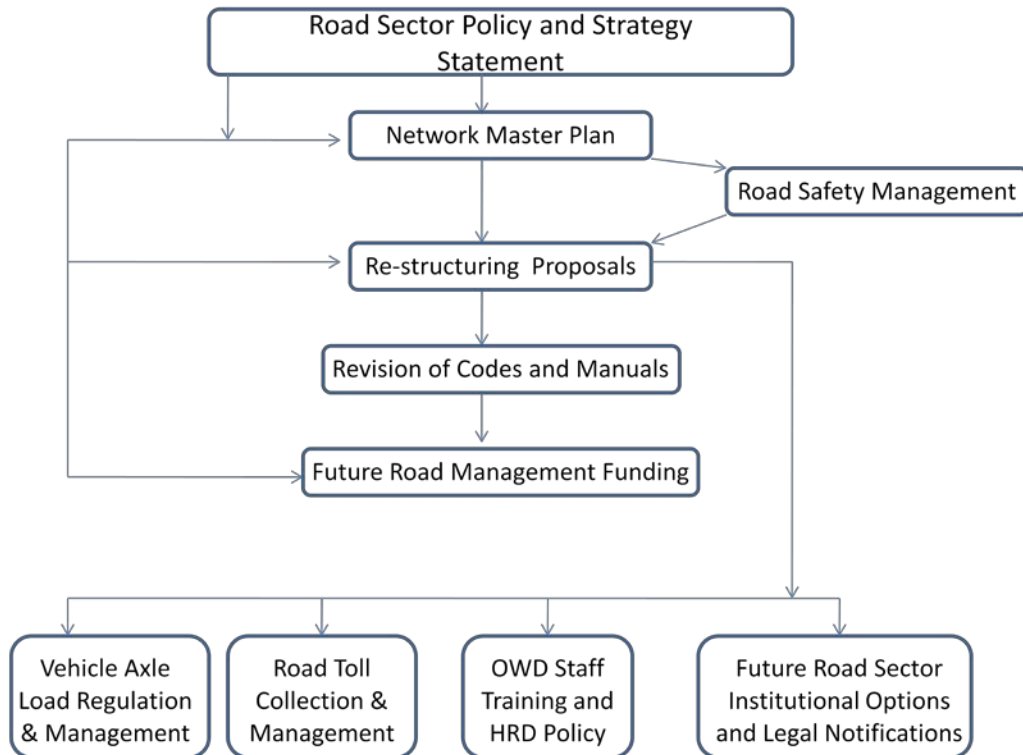 Road Sector Policy and Strategy
Statement
Network Master Plan
Road Safety Management
Re-structuring Proposals
Revision of Codes and Manuals
Future Road Management Funding
Vehicle Axle
Load Regulation
& Management
Road Toll
Collection &
Management
OWD Staff
Training and
HRD Policy
Future Road Sector
Institutional Options
and Legal Notifications